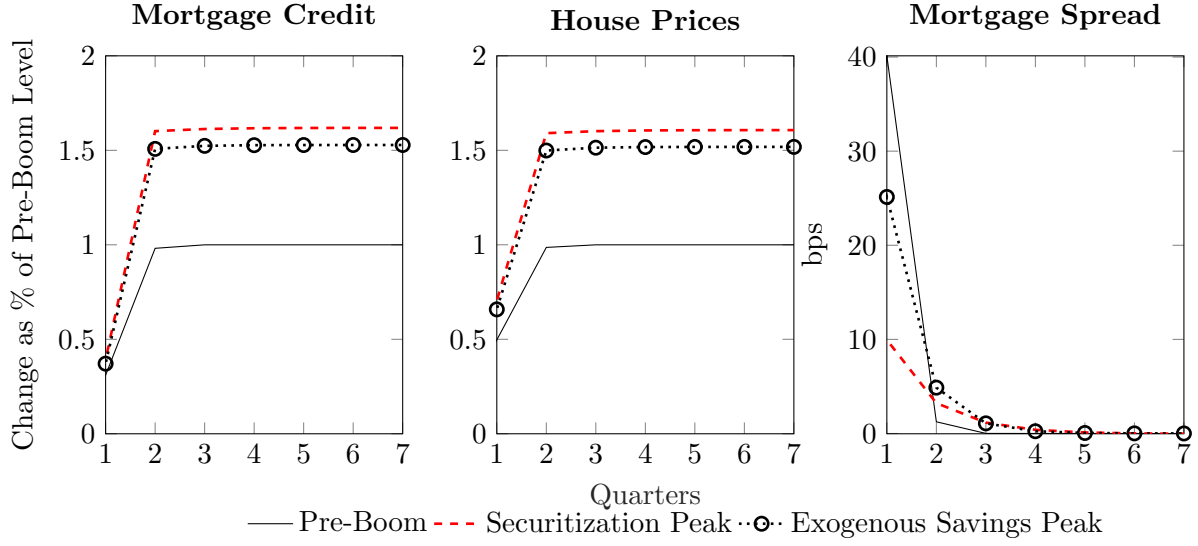 Mortgage Credit
House Prices
Mortgage Spread
Change as % of Pre-Boom Level
2
1.5
1
0.5
0
1 2 3 4 5 6 7
2
1.5
1
0.5
0
1 2 3 4 5 6 7
bps
40
30
20
10
0
1 2 3 4 5 6 7
Quarters
Pre-Boom Securitization Peak Exogenous Savings Peak